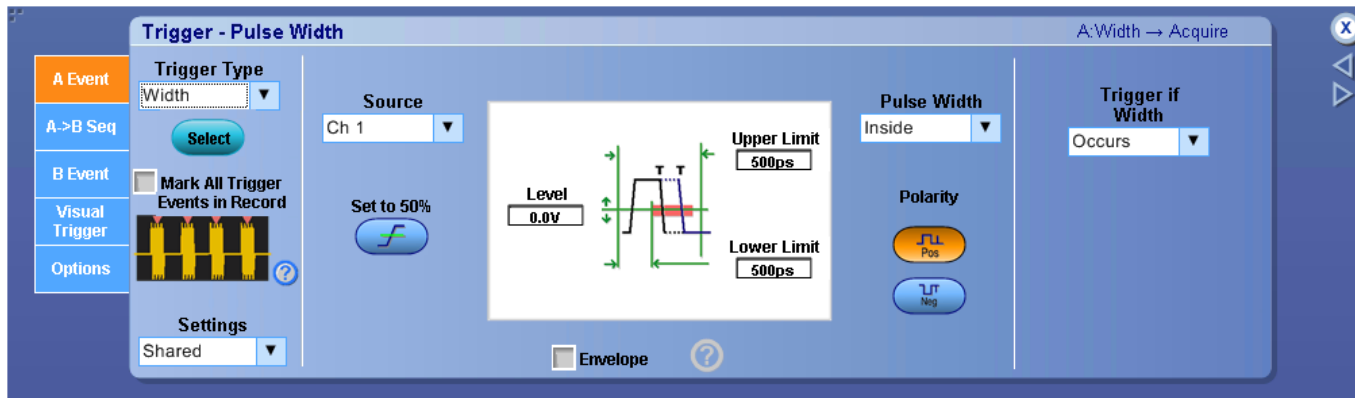 Trigger - Pulse Width
A:Width → Acquire
X
A Event
A->B Seq
B Event
Visual
Trigger
Options
Trigger Type
Width
Select
Mark All Trigger
Events in Record
?
Settings
Shared
Source
Ch 1
Set to 50%
Level
0.0V
T T
Upper Limit
500ps
Lower Limit
500ps
Envelope
?
Pulse Width
Inside
Polarity
Pos
Neg
Trigger if
Width
Occurs